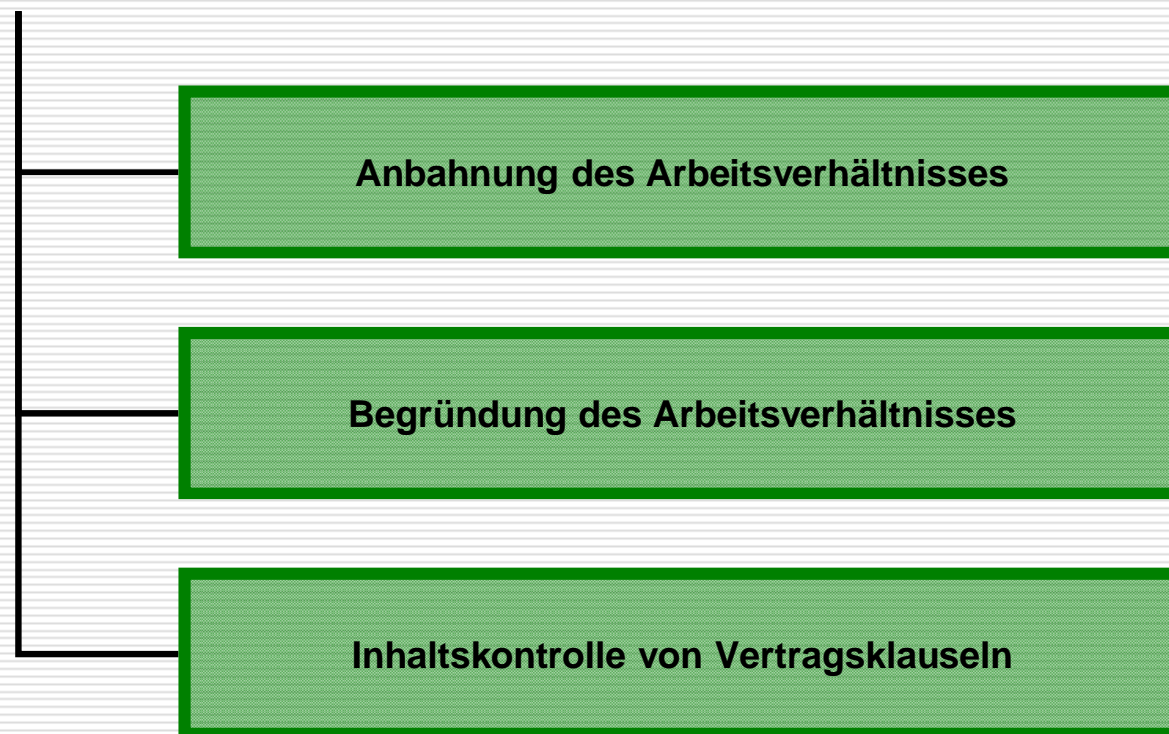 Anbahnung des Arbeitsverhältnisses
Begründung des Arbeitsverhältnisses
Inhaltskontrolle von Vertragsklauseln